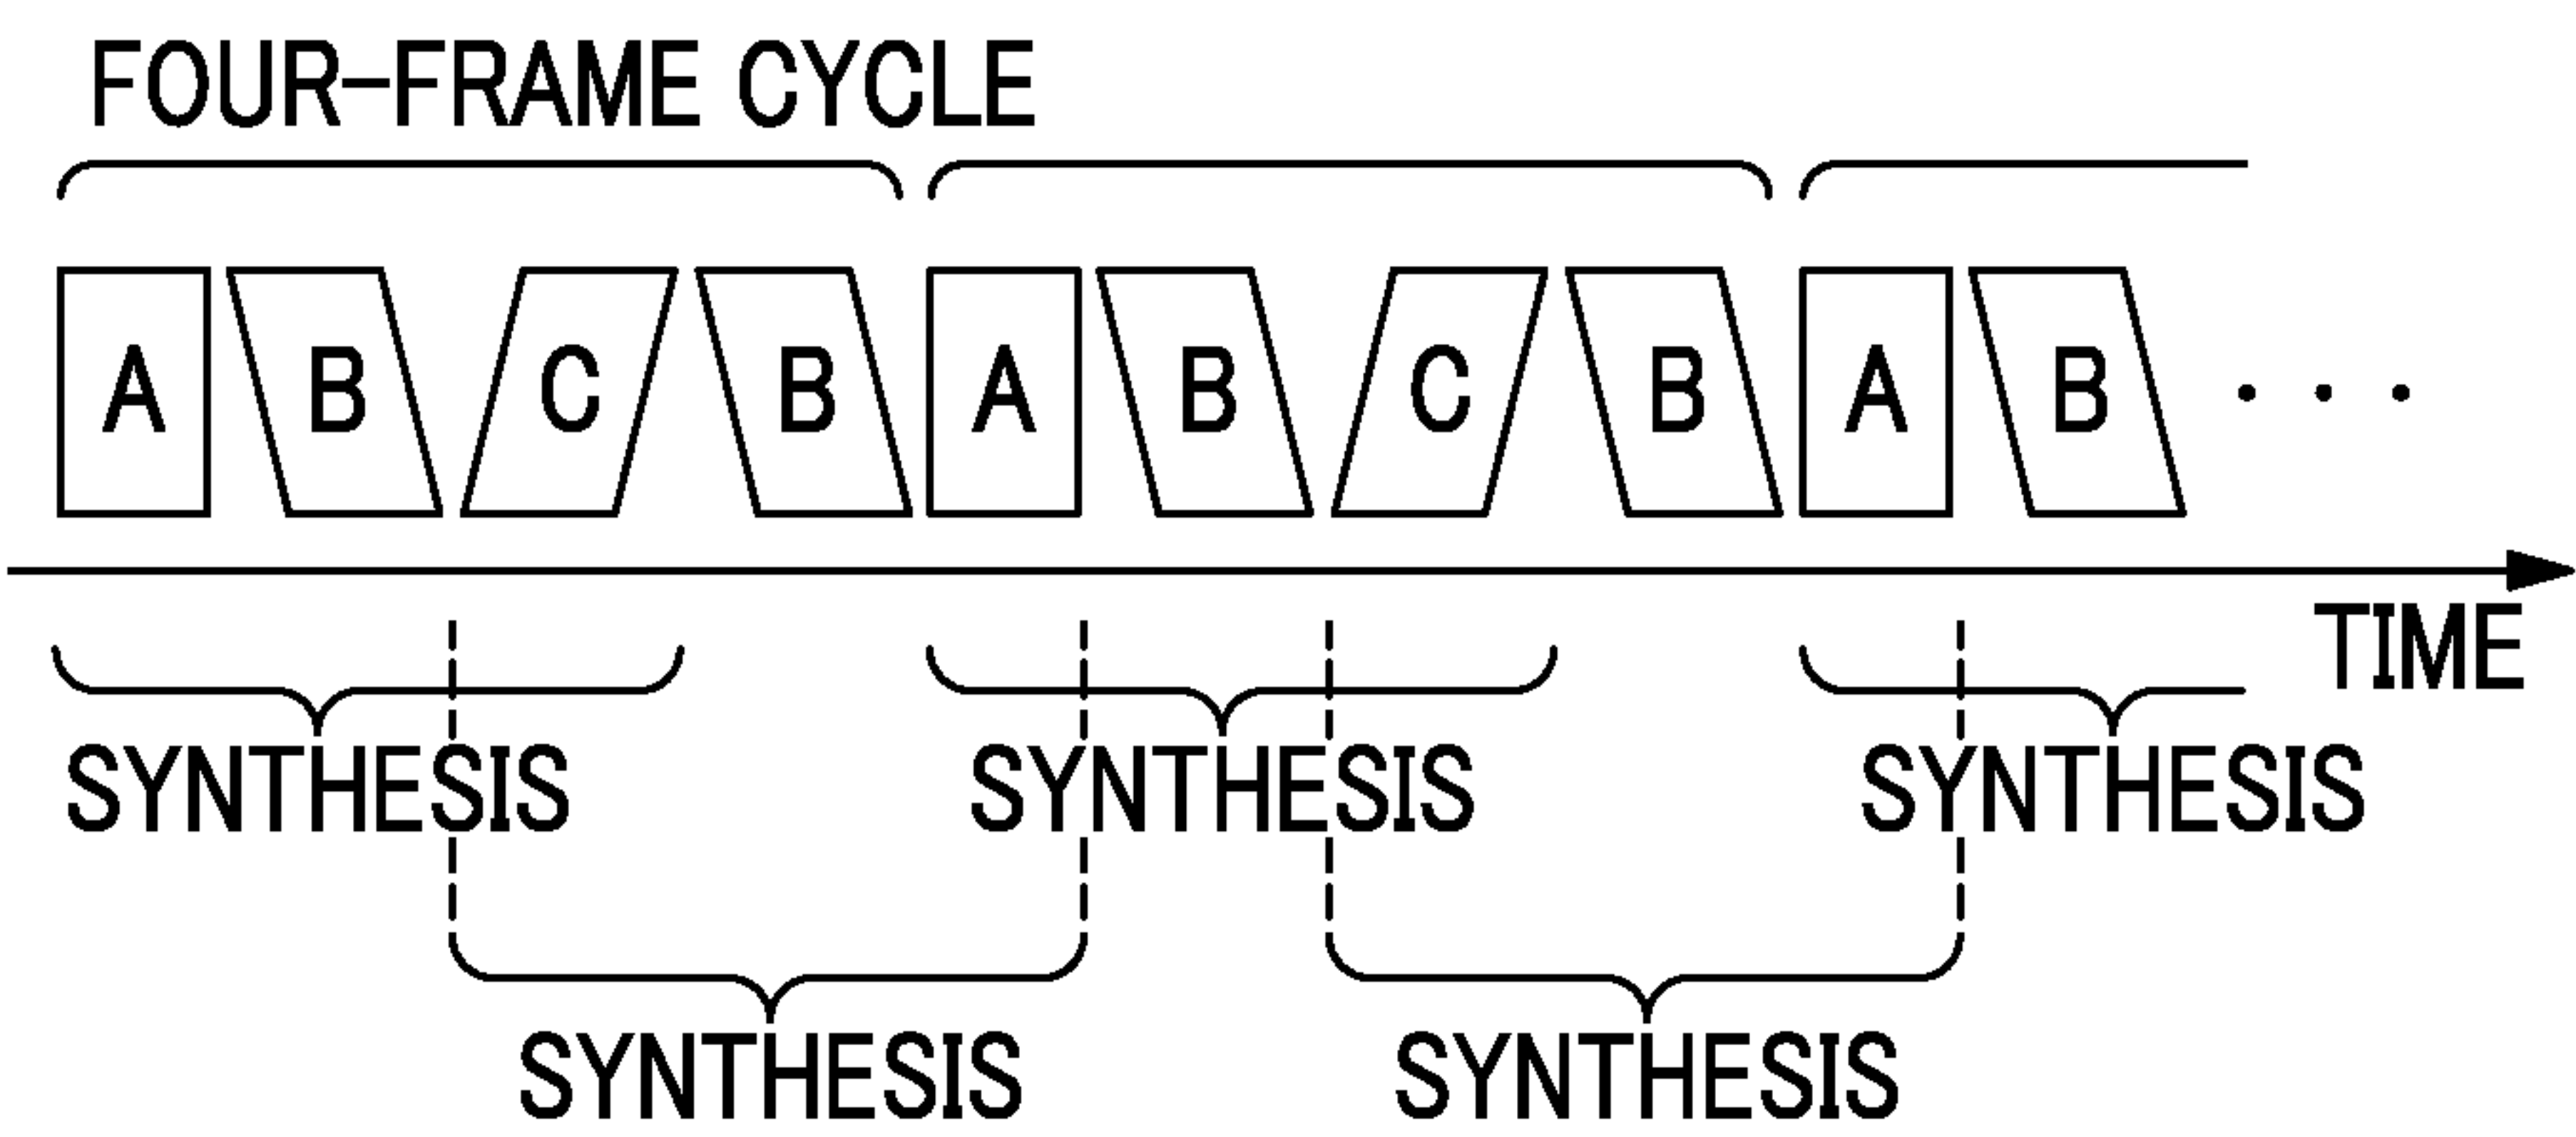 FOUR-FRAME CYCLE
A B C B A B C B A B · · ·
TIME
SYNTHESIS SYNTHESIS SYNTHESIS
SYNTHESIS SYNTHESIS